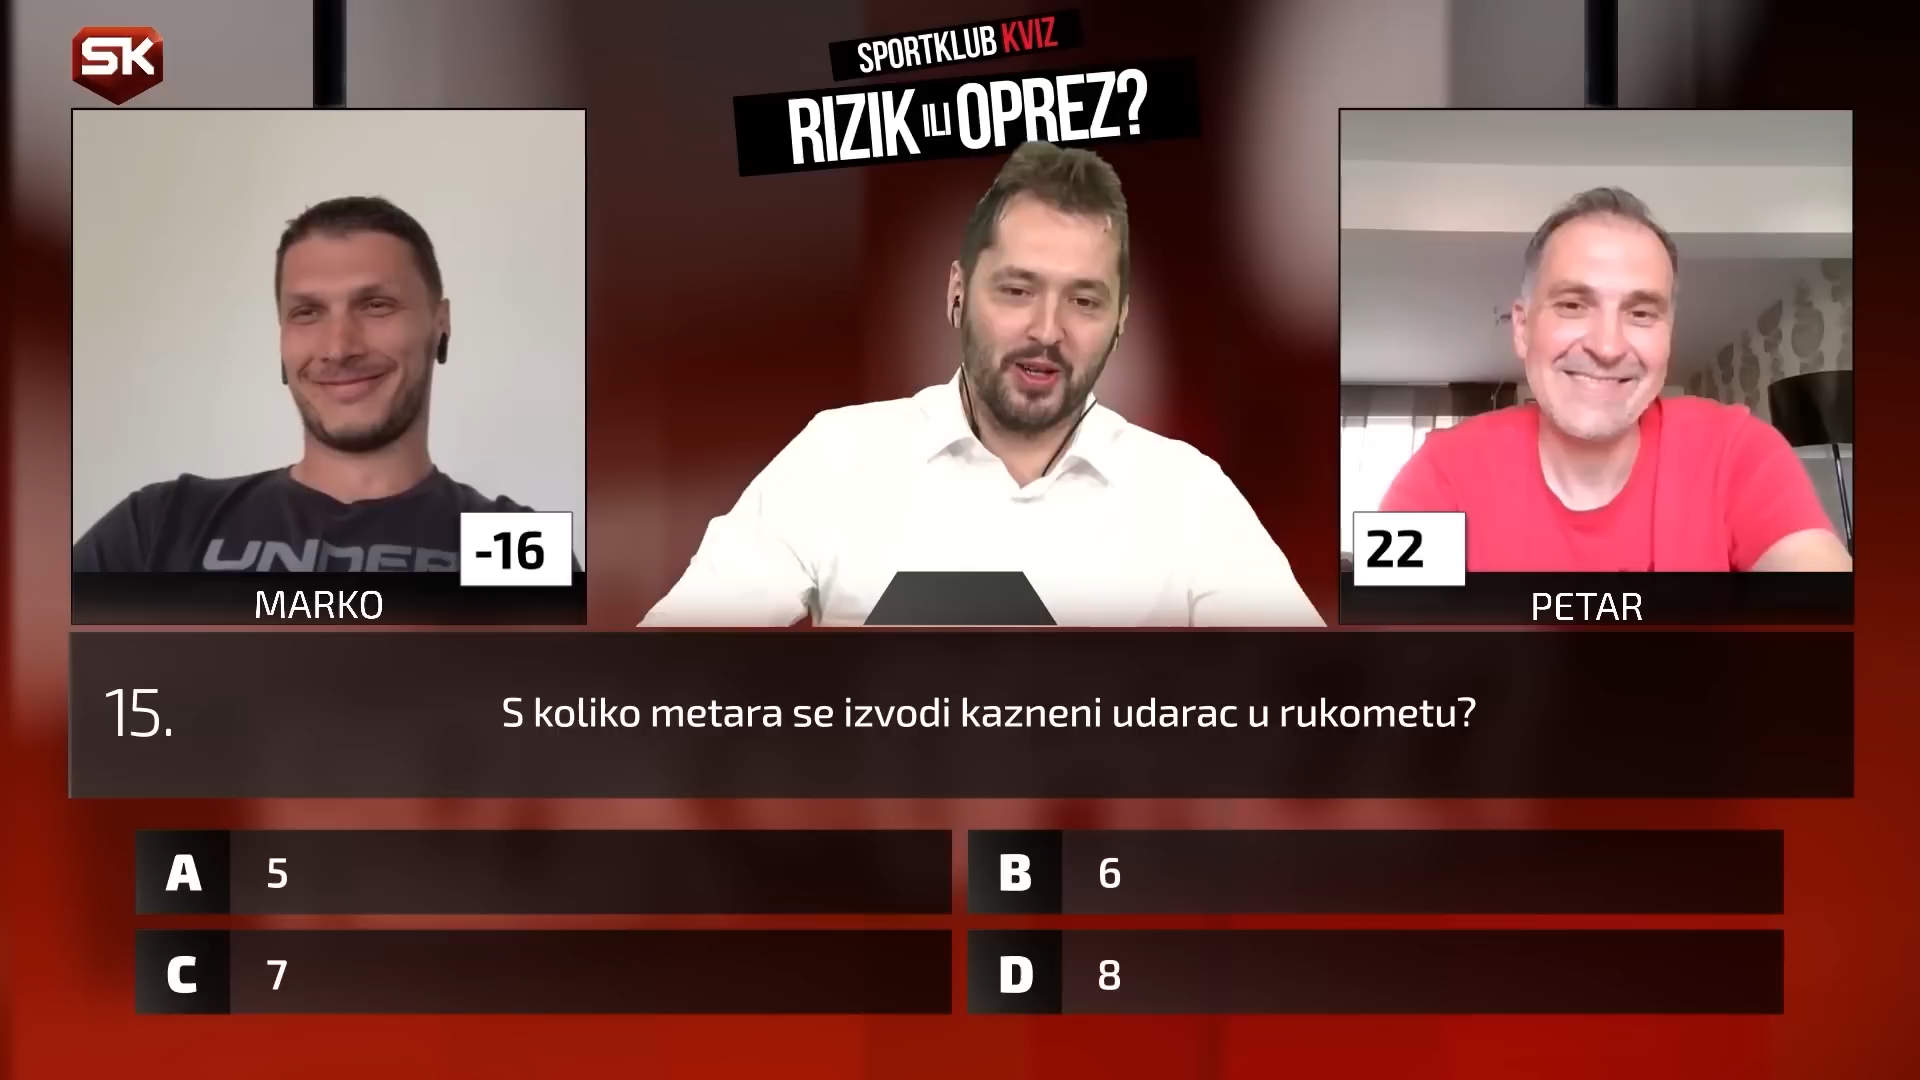 SK
SPORTKLUB KVIZ
RIZIK ILI OPREZ?
-16
22
MARKO
PETAR
15.
S koliko metara se izvodi kazneni udarac u rukometu?
A 5
B 6
C 7
D 8